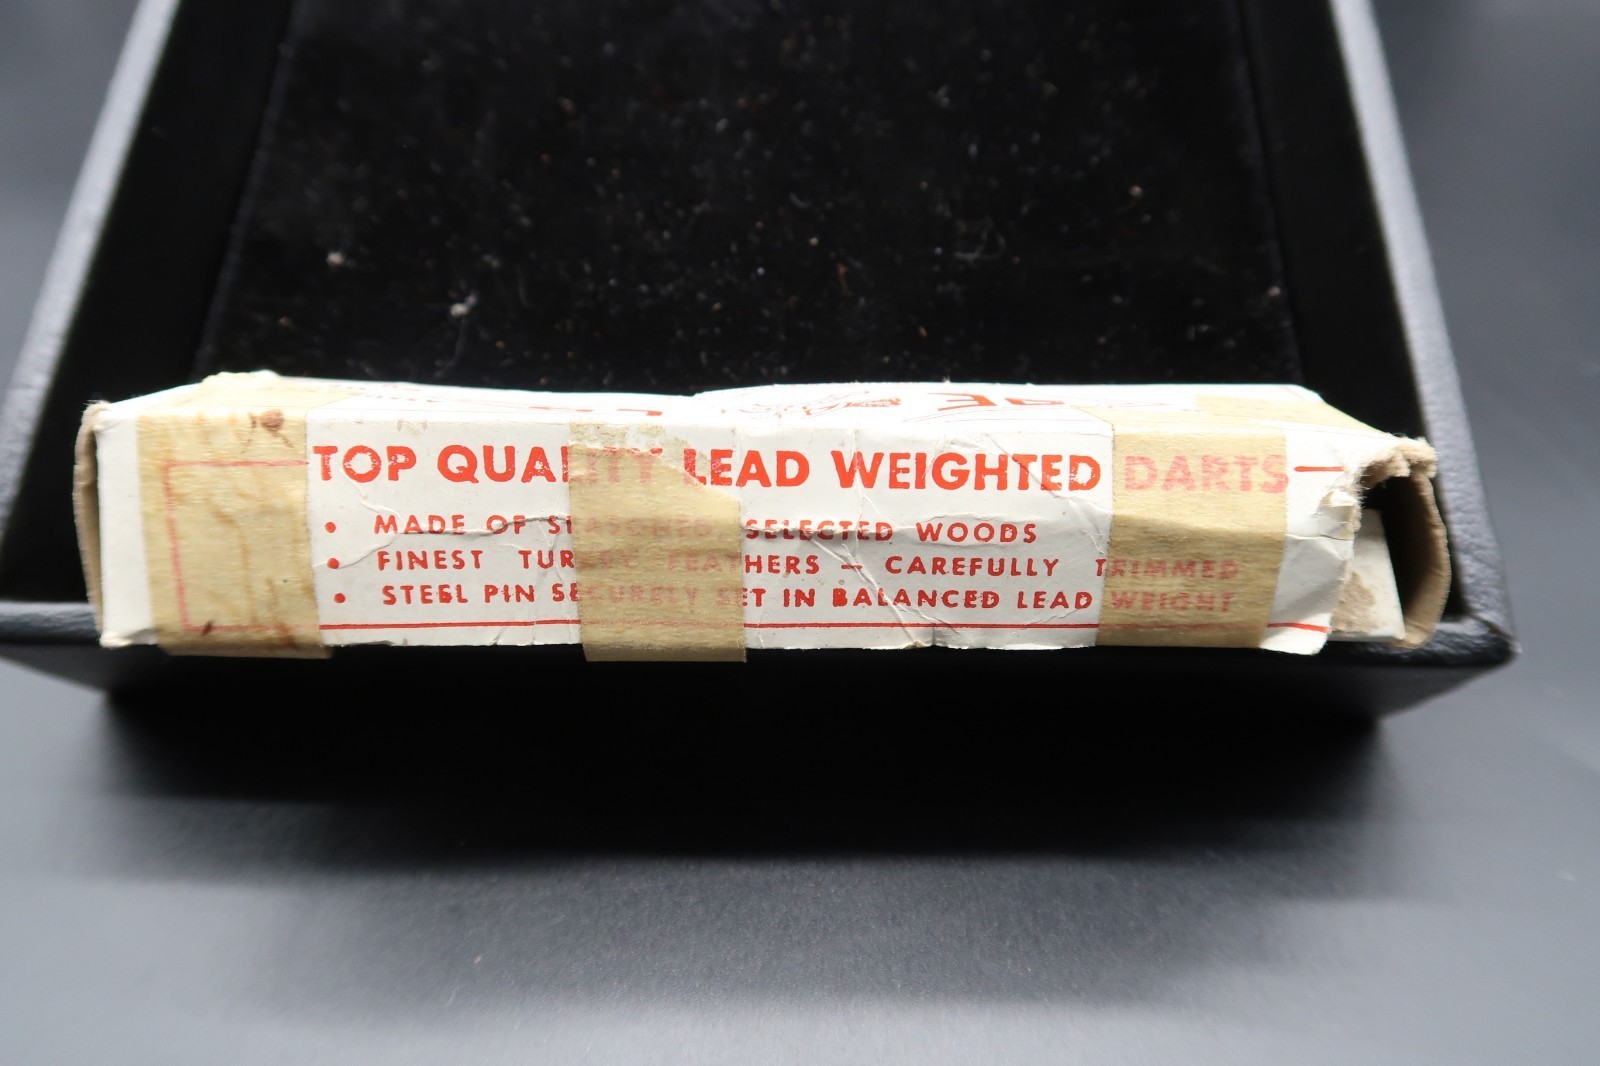 TOP QUALITY LEAD WEIGHTED DARTS
• MADE OF SEASONED SELECTED WOODS
• FINEST TURKEY FEATHERS — CAREFULLY TRIMMED
• STEEL PIN SECURELY SET IN BALANCED LEAD WEIGHT